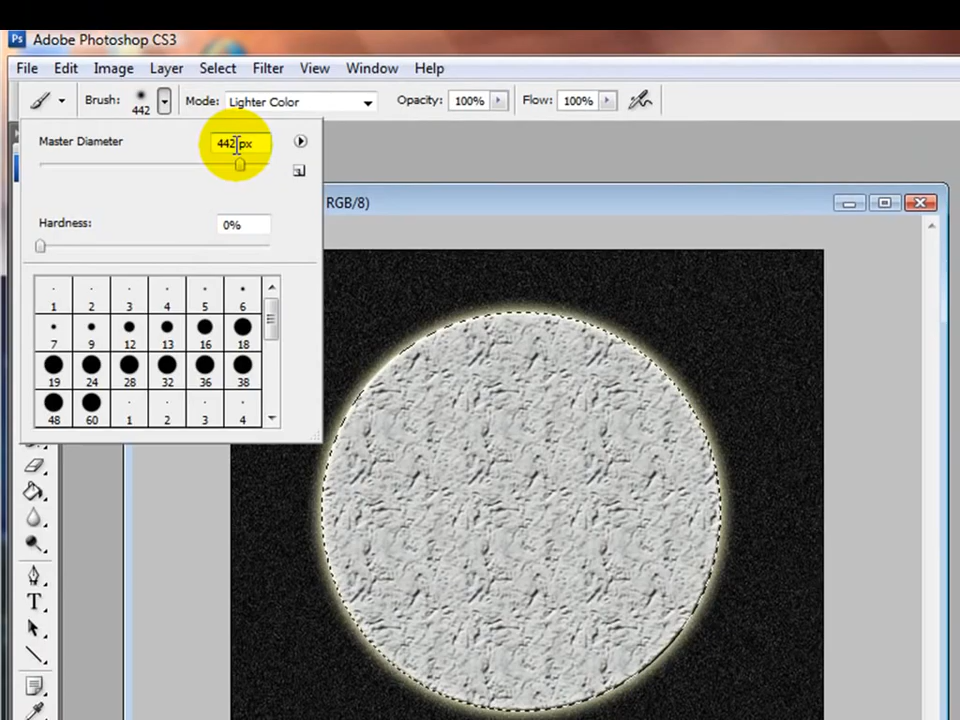 Ps Adobe Photoshop CS3
File Edit Image Layer Select Filter View Window Help
Brush: 442 Mode: Lighter Color Opacity: 100% Flow: 100%
Master Diameter 442 px
RGB/8)
Hardness: 0%
1 2 3 4 5 6
7 9 12 13 16 18
19 24 28 32 36 38
48 60 1 2 3 4
T